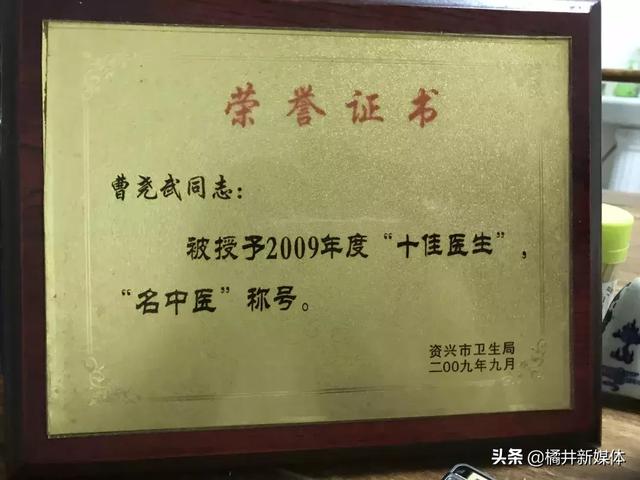 荣誉证书
曹尧武同志：
被授予2009年度“十佳医生”，
“名中医”称号。
资兴市卫生局
二00九年九月
头条@橘井新媒体